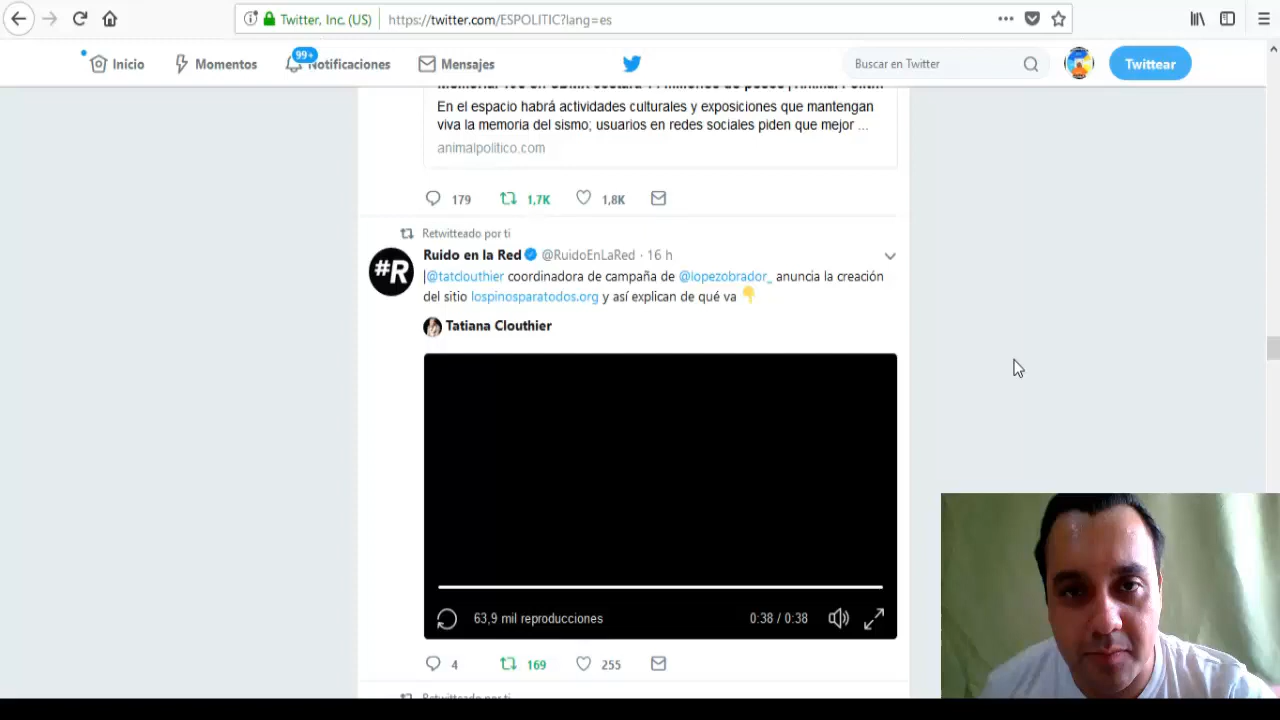 Twitter, Inc. (US)
https://twitter.com/ESPOLITIC?lang=es
Inicio
Momentos
99+
Notificaciones
Mensajes
Buscar en Twitter
Twittear
En el espacio habrá actividades culturales y exposiciones que mantengan
viva la memoria del sismo; usuarios en redes sociales piden que mejor ...
animalpolitico.com
179
1,7K
1,8K
Retwitteado por ti
#R
Ruido en la Red @RuidoEnLaRed · 16 h
|@tatclouthier coordinadora de campaña de @lopezobrador_ anuncia la creación
del sitio lospinosparatodos.org y así explican de qué va 👇
Tatiana Clouthier
63,9 mil reproducciones
0:38 / 0:38
4
169
255
Retwitteado por ti